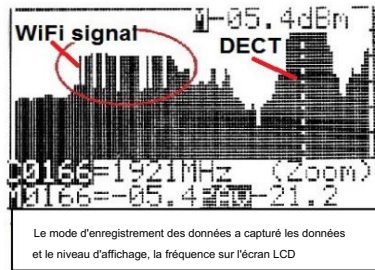 M-05.4dBm
WiFi signal
DECT
C0166=1921MHz (Zoom)
M0166=-05.4 -21.2
Le mode d'enregistrement des données a capturé les données
et le niveau d'affichage, la fréquence sur l'écran LCD